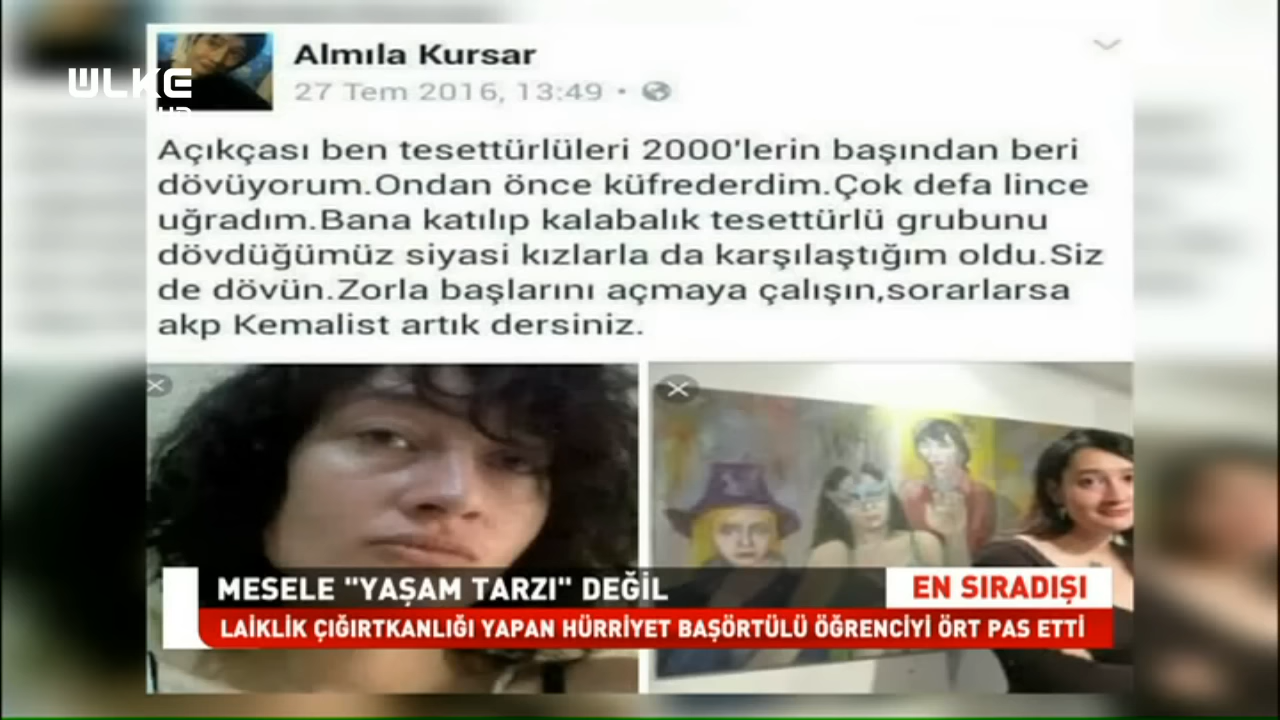 Almıla Kursar
ÜLKE
27 Tem 2016, 13:49
HD
Açıkçası ben tesettürlüleri 2000'lerin başından beri
dövüyorum.Ondan önce küfrederdim.Çok defa lince
uğradım.Bana katılıp kalabalık tesettürlü grubunu
dövdüğümüz siyasi kızlarla da karşılaştığım oldu.Siz
de dövün.Zorla başlarını açmaya çalışın,sorarlarsa
akp Kemalist artık dersiniz.
MESELE "YAŞAM TARZI" DEĞİL
EN SIRADIŞI
LAİKLİK ÇIĞIRTKANLIĞI YAPAN HÜRRİYET BAŞÖRTÜLÜ ÖĞRENCİYİ ÖRT PAS ETTİ